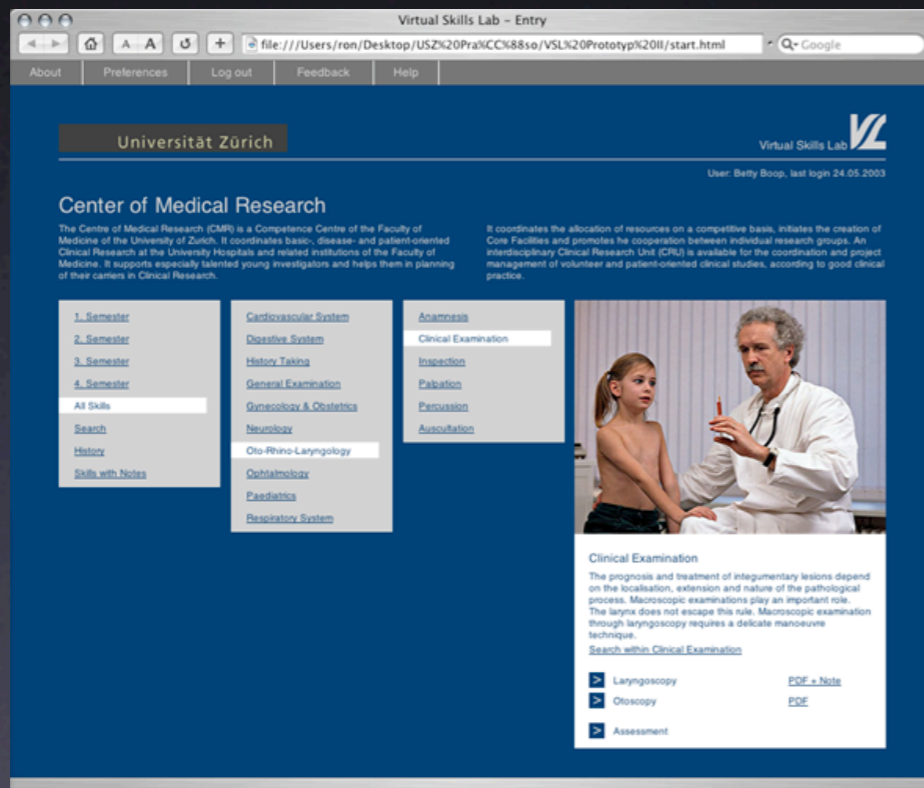 Virtual Skills Lab – Entry
A A
file:///Users/ron/Desktop/USZ%20Pra%CC%88so/VSL%20Prototyp%20II/start.html
Google
About Preferences Log out Feedback Help
Universität Zürich
Virtual Skills Lab
User: Betty Boop, last login 24.05.2003
Center of Medical Research
The Centre of Medical Research (CMR) is a Competence Centre of the Faculty of
Medicine of the University of Zurich. It coordinates basic-, disease- and patient-oriented
Clinical Research at the University Hospitals and related institutions of the Faculty of
Medicine. It supports especially talented young investigators and helps them in planning
of their carriers in Clinical Research.
It coordinates the allocation of resources on a competitive basis, initiates the creation of
Core Facilities and promotes he cooperation between individual research groups. An
interdisciplinary Clinical Research Unit (CRU) is available for the coordination and project
management of volunteer and patient-oriented clinical studies, according to good clinical
practice.
1. Semester
2. Semester
3. Semester
4. Semester
All Skills
Search
History
Skills with Notes
Cardiovascular System
Digestive System
History Taking
General Examination
Gynecology & Obstetrics
Neurology
Oto-Rhino-Laryngology
Ophtalmology
Paediatrics
Respiratory System
Anamnesis
Clinical Examination
Inspection
Palpation
Percussion
Auscultation
Clinical Examination
The prognosis and treatment of integumentary lesions depend
on the localisation, extension and nature of the pathological
process. Macroscopic examinations play an important role.
The larynx does not escape this rule. Macroscopic examination
through laryngoscopy requires a delicate manoeuvre
technique.
Search within Clinical Examination
> Laryngoscopy PDF + Note
> Otoscopy PDF
> Assessment